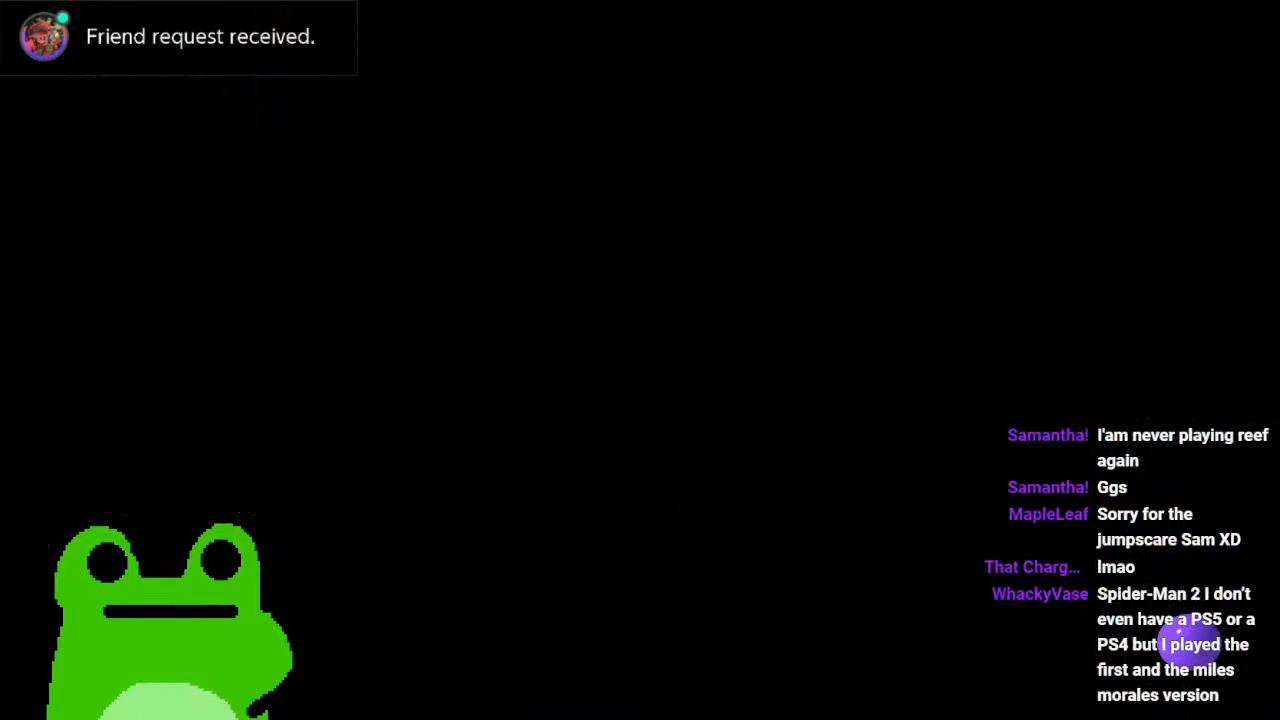 Friend request received.
Samantha! I'am never playing reef
again
Samantha! Ggs
MapleLeaf Sorry for the
jumpscare Sam XD
That Charg... lmao
WhackyVase Spider-Man 2 I don't
even have a PS5 or a
PS4 but I played the
first and the miles
morales version